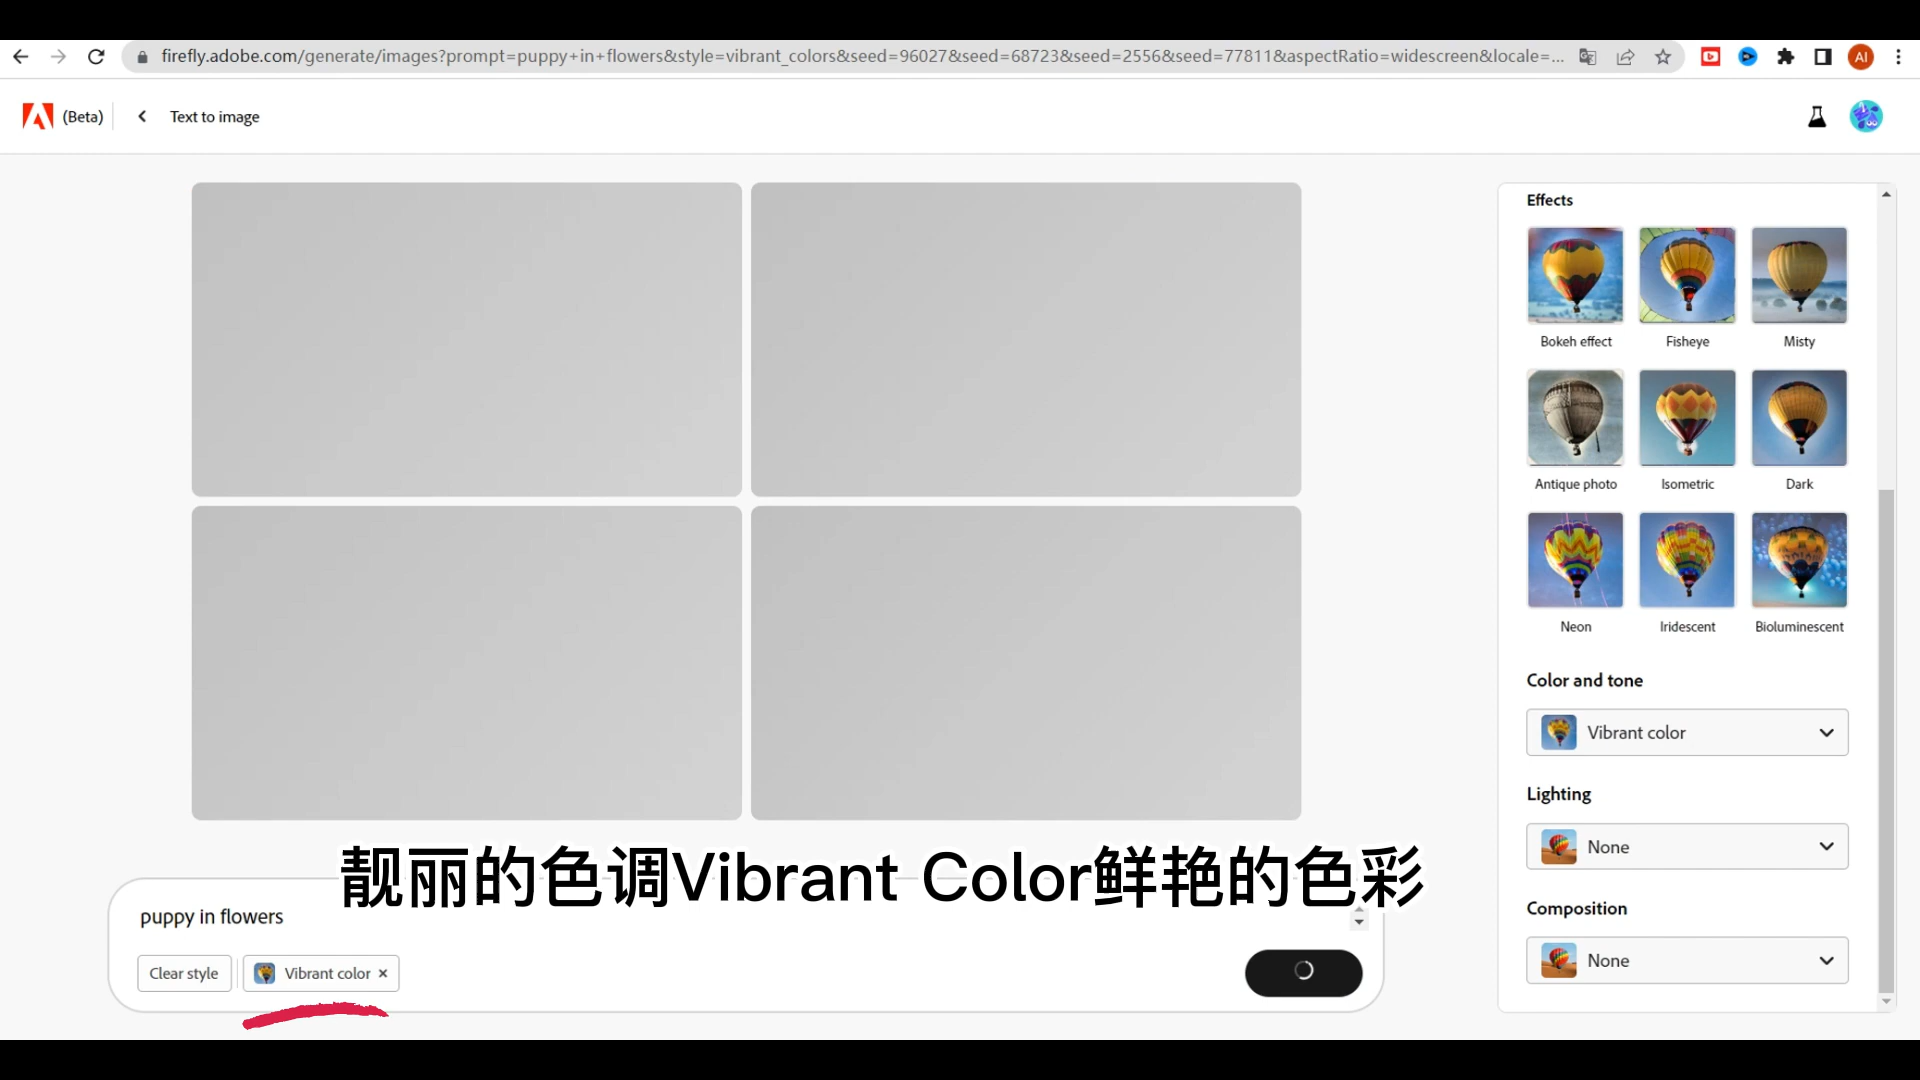 firefly.adobe.com/generate/images?prompt=puppy+in+flowers&style=vibrant_colors&seed=96027&seed=68723&seed=2556&seed=77811&aspectRatio=widescreen&locale=...
AI
(Beta)
Text to image
Effects
Bokeh effect
Fisheye
Misty
Antique photo
Isometric
Dark
Neon
Iridescent
Bioluminescent
Color and tone
Vibrant color
Lighting
None
Composition
None
靓丽的色调Vibrant Color鲜艳的色彩
puppy in flowers
Clear style
Vibrant color